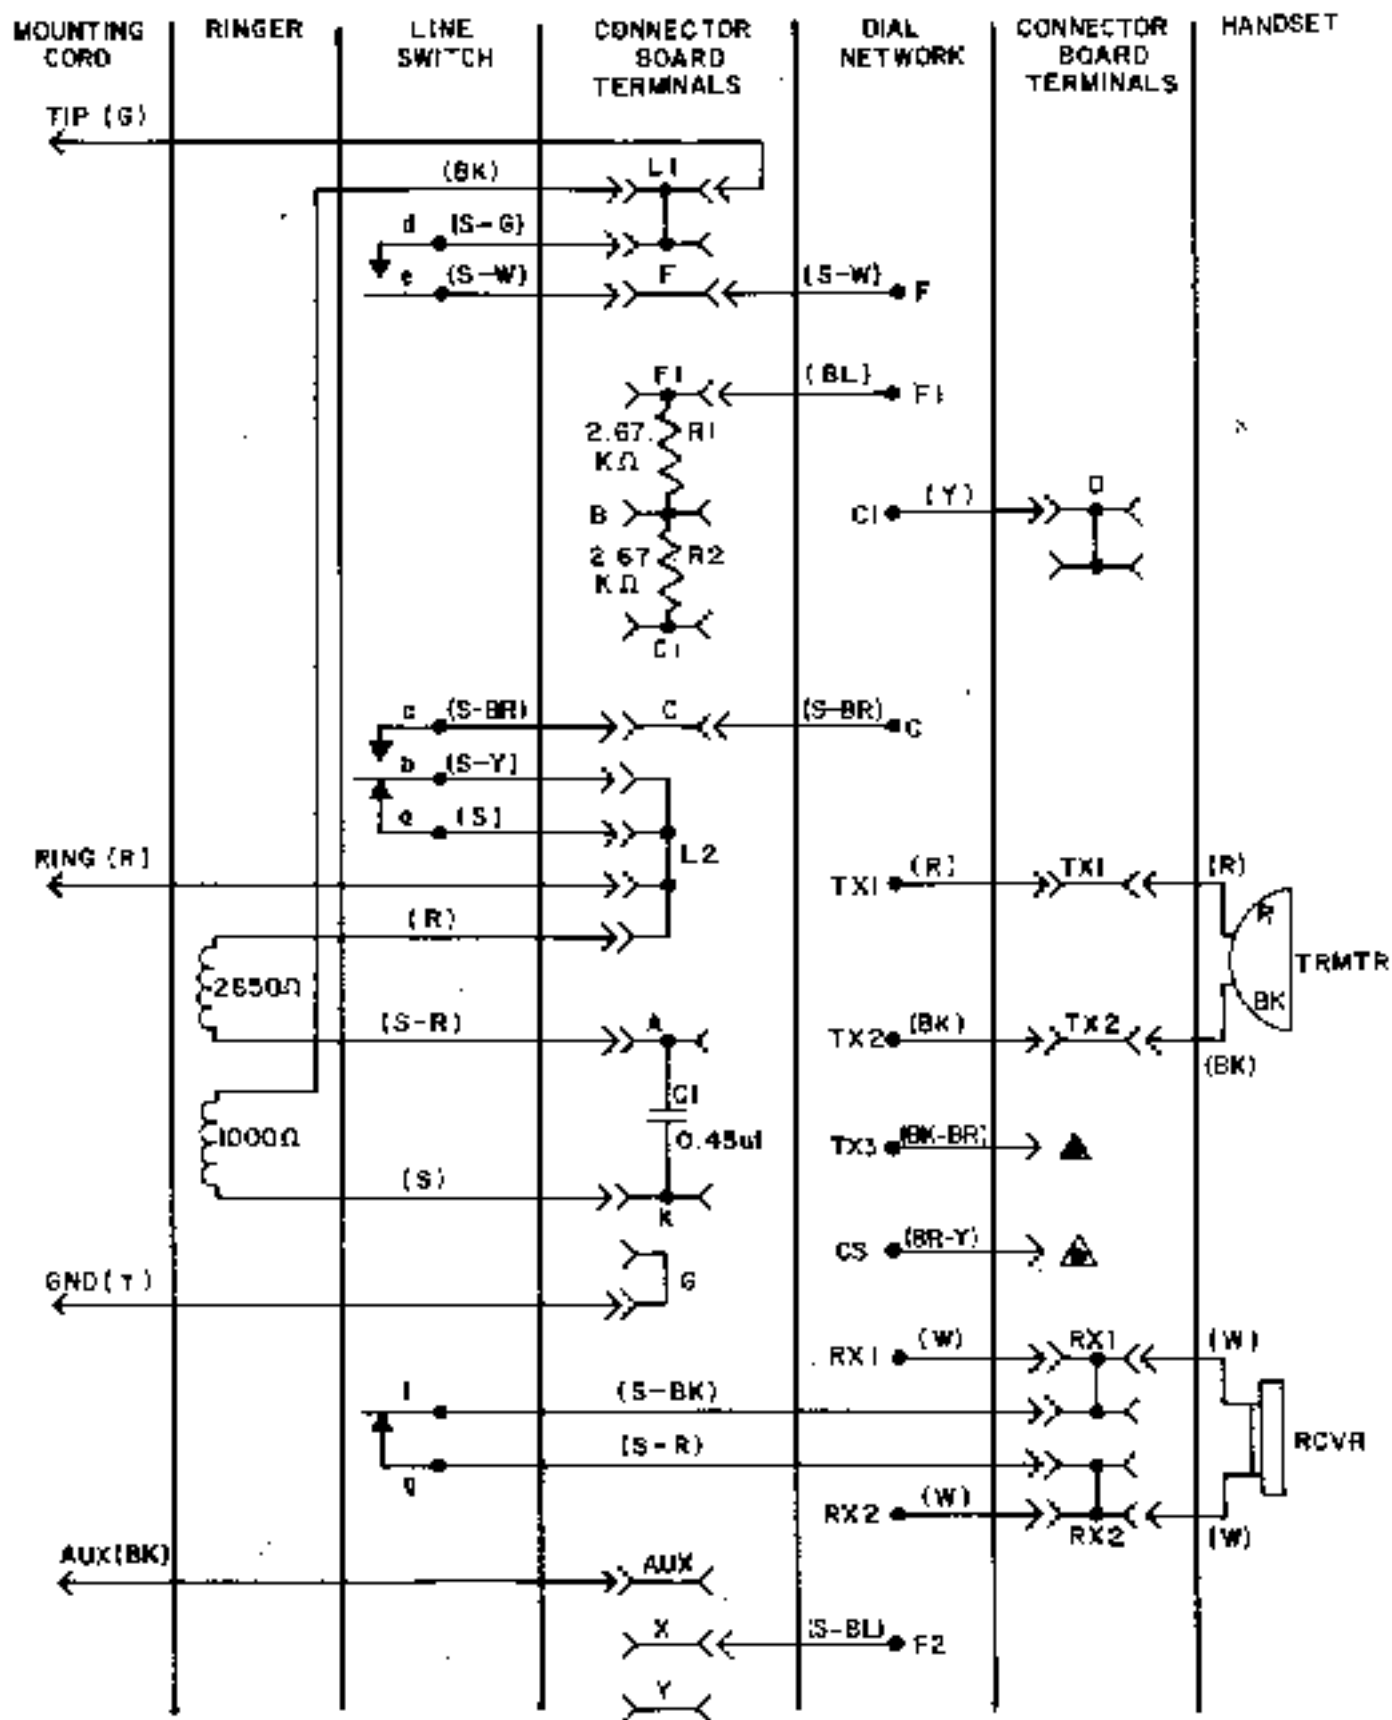 MOUNTING CORD
RINGER
LINE SWITCH
CONNECTOR BOARD TERMINALS
DIAL NETWORK
CONNECTOR BOARD TERMINALS
HANDSET
TIP (G)
(BK)
L1
d (S-G)
e (S-W)
F
(S-W)
F
F1
(BL)
F1
2.67 KΩ
R1
B
C1
(Y)
D
2 67 KΩ
R2
C1
c (S-BR)
C
(S-BR)
C
b (S-Y)
(S)
L2
RING (R)
(R)
TX1
(R)
TX1
(R)
R
TRMTR
BK
2650Ω
(S-R)
A
TX2
(BK)
TX2
(BK)
C1
0.45uf
1000Ω
(S)
K
TX3
(BK-BR)
CS
(BR-Y)
G
GND
RX1
(W)
RX1
(W)
(S-BK)
(S-R)
RCVR
RX2
(W)
RX2
(W)
AUX(BK)
AUX
X
(S-BL)
F2
Y